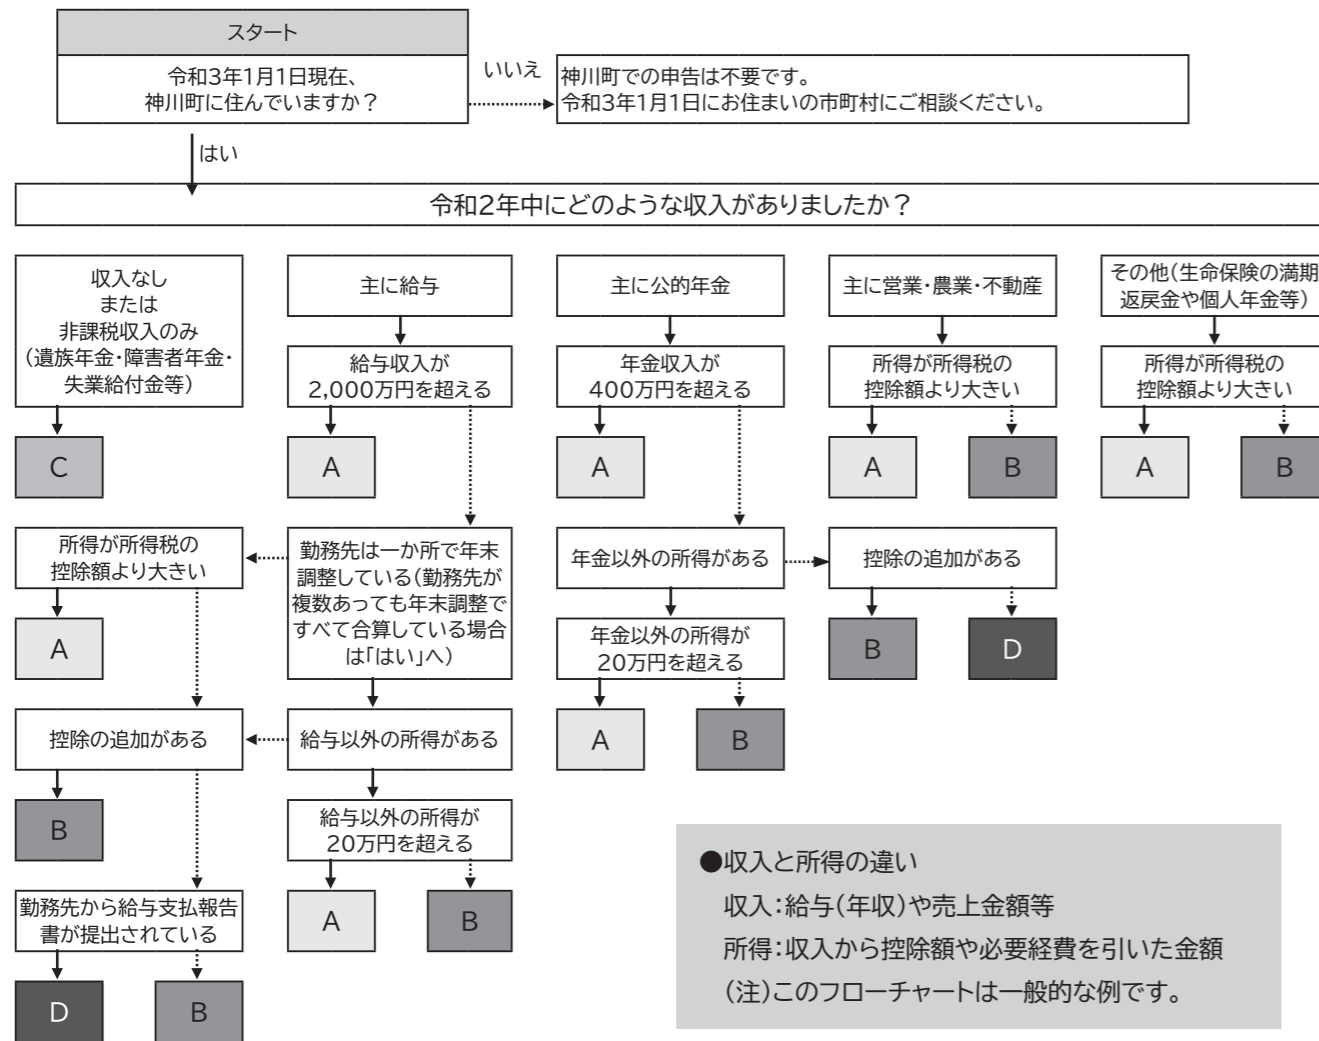 スタート
令和3年1月1日現在、
神川町に住んでいますか？
いいえ
神川町での申告は不要です。
令和3年1月1日にお住まいの市町村にご相談ください。
はい
令和2年中にどのような収入がありましたか？
収入なし
または
非課税収入のみ
（遺族年金・障害者年金・
失業給付金等）
C
主に給与
給与収入が
2,000万円を超える
A
主に公的年金
年金収入が
400万円を超える
A
主に営業・農業・不動産
所得が所得税の
控除額より大きい
A
B
その他（生命保険の満期
返戻金や個人年金等）
所得が所得税の
控除額より大きい
A
B
所得が所得税の
控除額より大きい
A
勤務先は一か所で年末
調整している（勤務先が
複数あっても年末調整で
すべて合算している場合
は「はい」へ）
年金以外の所得がある
控除の追加がある
B
D
年金以外の所得が
20万円を超える
A
B
控除の追加がある
B
給与以外の所得がある
給与以外の所得が
20万円を超える
A
B
勤務先から給与支払報告
書が提出されている
D
B
●収入と所得の違い
収入：給与（年収）や売上金額等
所得：収入から控除額や必要経費を引いた金額
（注）このフローチャートは一般的な例です。